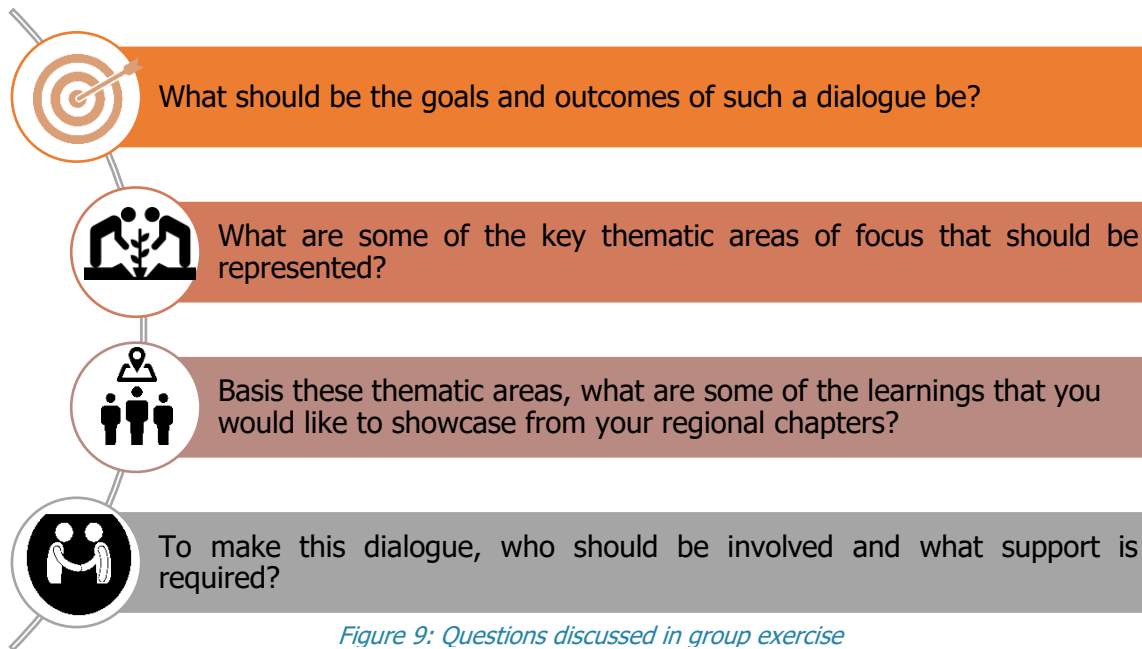 What should be the goals and outcomes of such a dialogue be?
What are some of the key thematic areas of focus that should be
represented?
Basis these thematic areas, what are some of the learnings that you
would like to showcase from your regional chapters?
To make this dialogue, who should be involved and what support is
required?
Figure 9: Questions discussed in group exercise